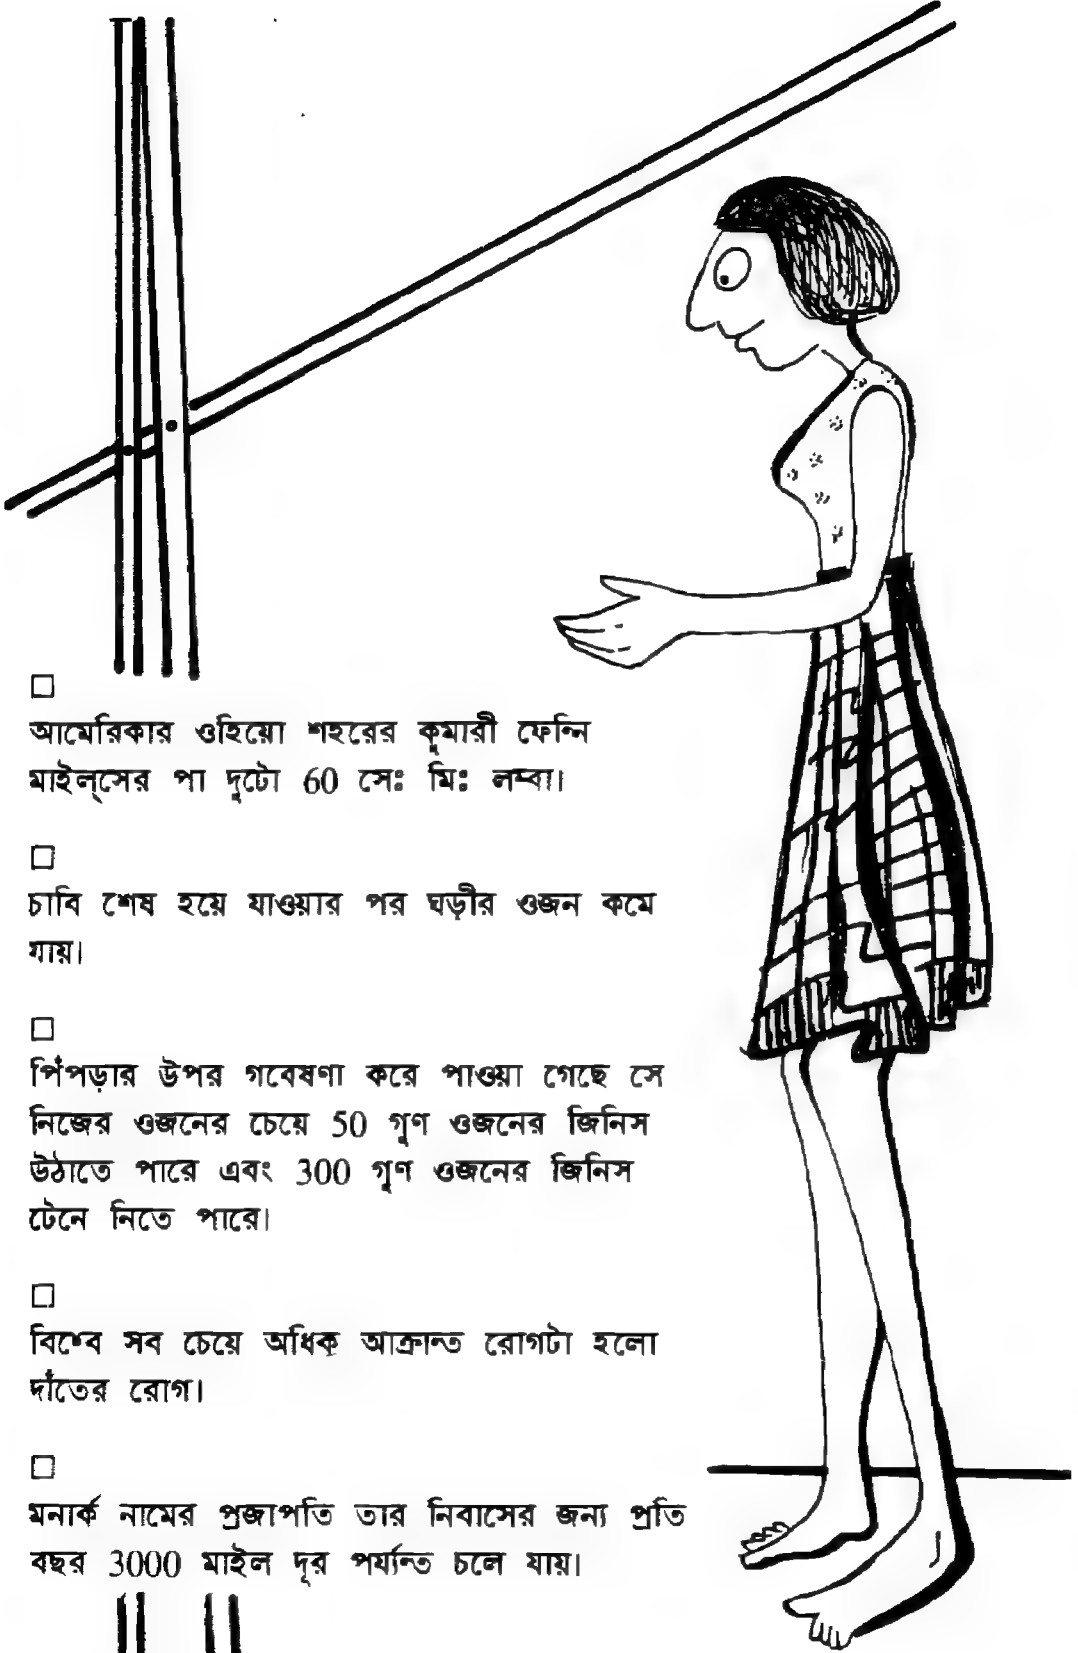 □
আমেরিকার ওহিয়ো শহরের কুমারী ফেন্নি
মাইল্‌সের পা দুটো 60 সেঃ মিঃ লম্বা।
□
চাবি শেষ হয়ে যাওয়ার পর ঘড়ীর ওজন কমে
যায়।
□
পিঁপড়ার উপর গবেষণা করে পাওয়া গেছে সে
নিজের ওজনের চেয়ে 50 গুণ ওজনের জিনিস
উঠাতে পারে এবং 300 গুণ ওজনের জিনিস
টেনে নিতে পারে।
□
বিশ্বে সব চেয়ে অধিক আক্রান্ত রোগটা হলো
দাঁতের রোগ।
□
মনার্ক নামের প্রজাপতি তার নিবাসের জন্য প্রতি
বছর 3000 মাইল দূর পর্য্যন্ত চলে যায়।